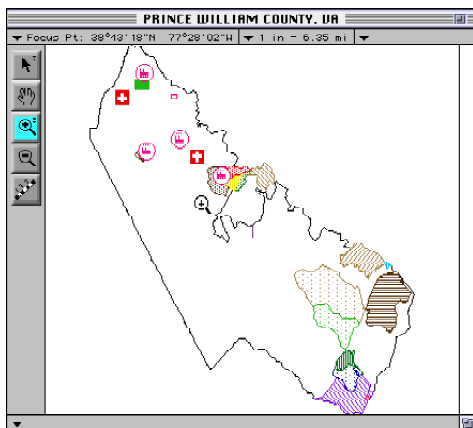 PRINCE WILLIAM COUNTY, VA
Focus Pt: 38°43'18"N 77°28'02"W 1 in - 6.35 mi